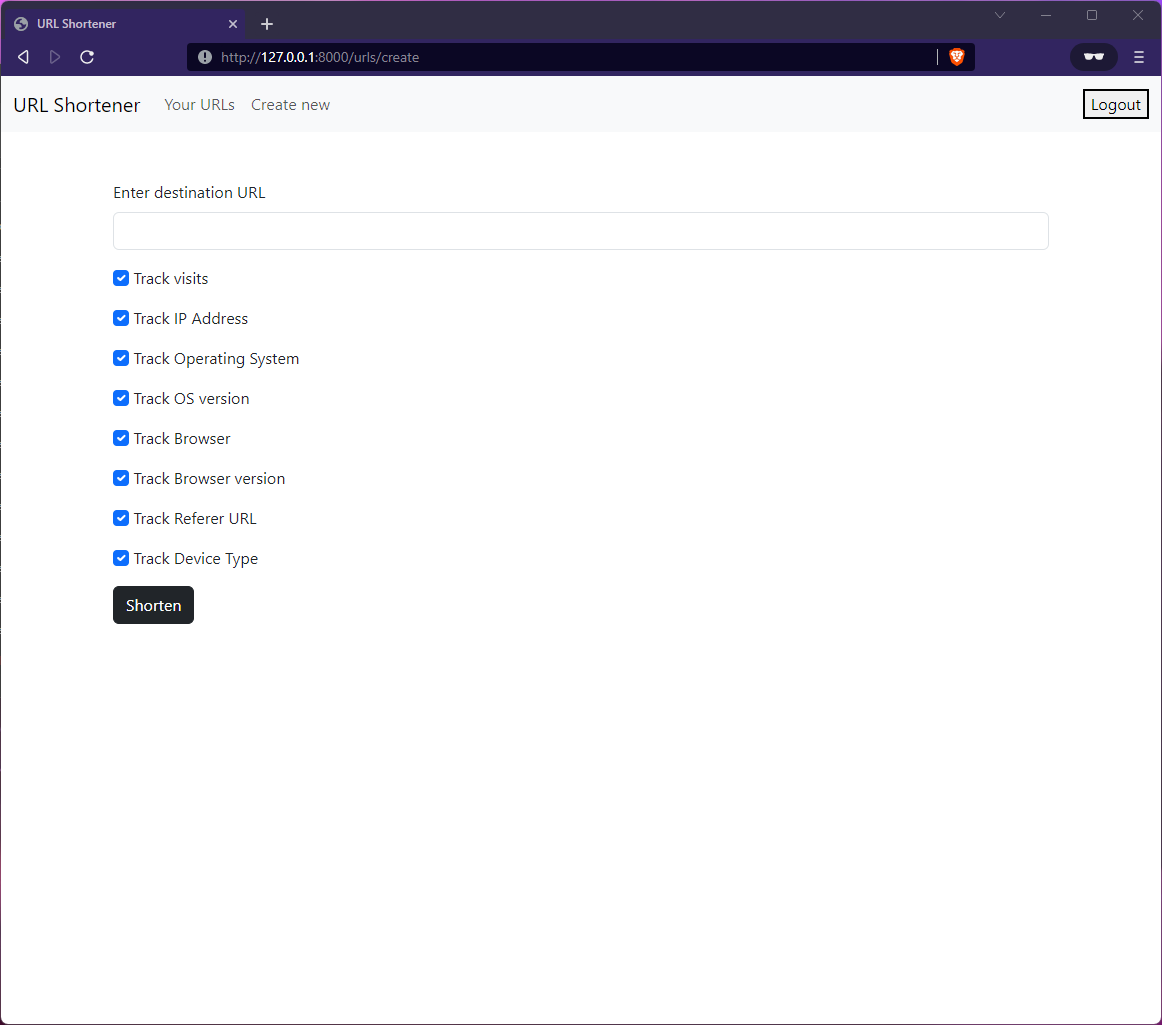 URL Shortener
http://127.0.0.1:8000/urls/create
URL Shortener Your URLs Create new Logout
Enter destination URL
Track visits
Track IP Address
Track Operating System
Track OS version
Track Browser
Track Browser version
Track Referer URL
Track Device Type
Shorten